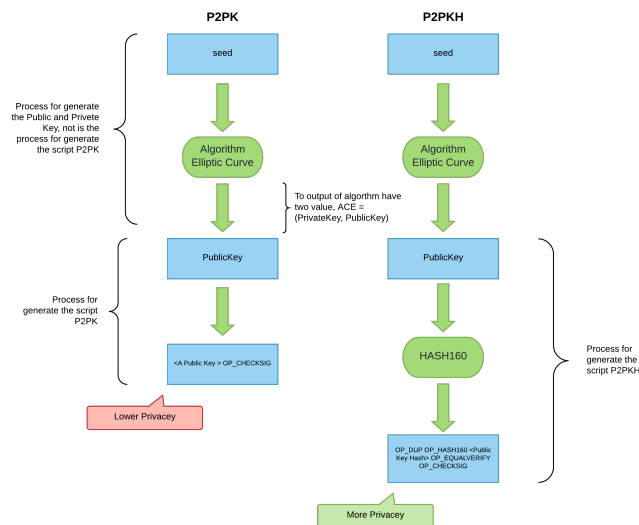 P2PK
P2PKH
seed
seed
Process for generate
the Public and Privete
Key, not is the
process for generate
the script P2PK
Algorithm
Elliptic Curve
Algorithm
Elliptic Curve
To output of algorthm have
two value, ACE =
(PrivateKey, PublicKey)
PublicKey
PublicKey
Process for
generate the script
P2PK
<A Public Key > OP_CHECKSIG
HASH160
Process for
generate the
script P2PKH
Lower Privacey
OP_DUP OP_HASH160 <Public
Key Hash> OP_EQUALVERIFY
OP_CHECKSIG
More Privacey